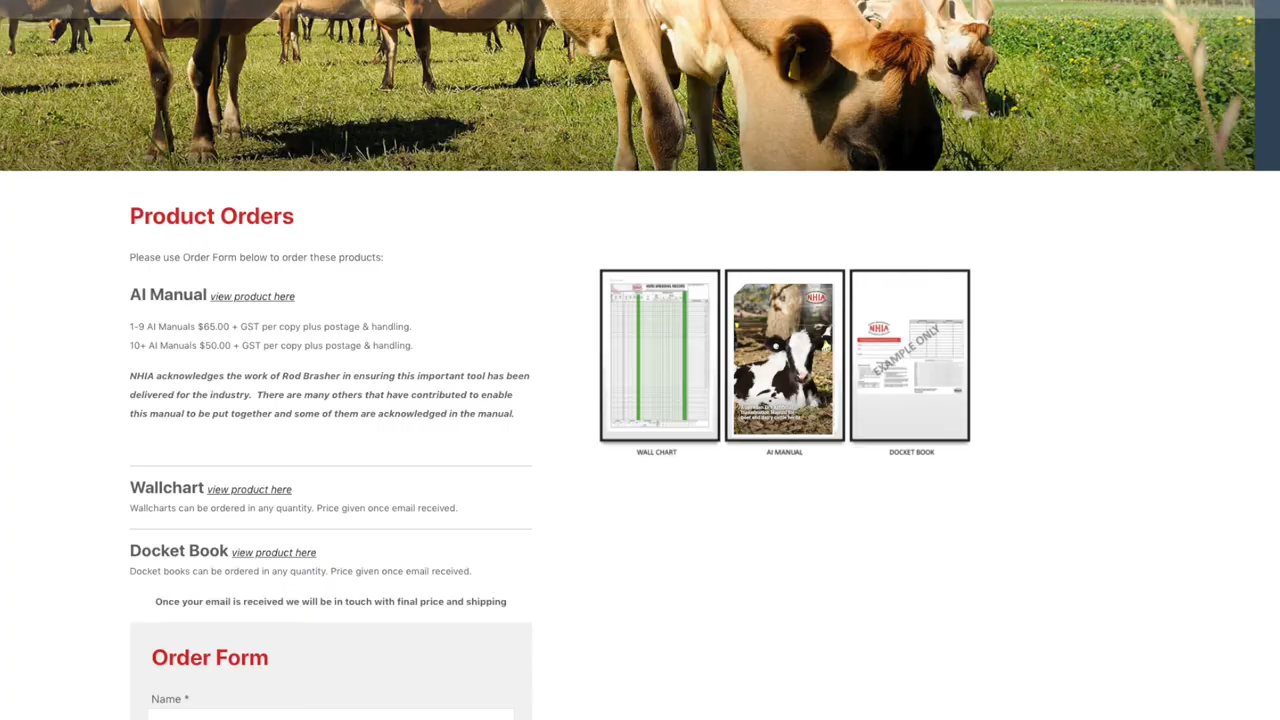 Product Orders
Please use Order Form below to order these products:
AI Manual view product here
1-9 AI Manuals $65.00 + GST per copy plus postage & handling.
10+ AI Manuals $50.00 + GST per copy plus postage & handling.
NHIA acknowledges the work of Rod Brasher in ensuring this important tool has been
delivered for the industry. There are many others that have contributed to enable
this manual to be put together and some of them are acknowledged in the manual.
Wallchart view product here
Wallcharts can be ordered in any quantity. Price given once email received.
Docket Book view product here
Docket books can be ordered in any quantity. Price given once email received.
Once your email is received we will be in touch with final price and shipping
Order Form
Name *
NHIA
NHIA
EXAMPLE ONLY
WALL CHART
AI MANUAL
DOCKET BOOK